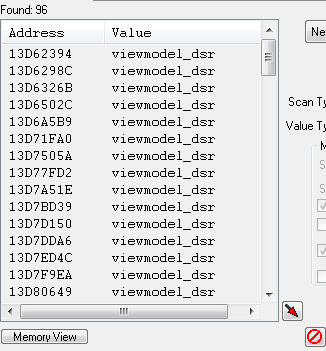 Found: 96
Address Value
13D62394 viewmodel_dsr
13D6298C viewmodel_dsr
13D6326B viewmodel_dsr
13D6502C viewmodel_dsr
13D6A5B9 viewmodel_dsr
13D71FA0 viewmodel_dsr
13D7505A viewmodel_dsr
13D77FD2 viewmodel_dsr
13D7A51E viewmodel_dsr
13D7BD39 viewmodel_dsr
13D7D150 viewmodel_dsr
13D7DDA6 viewmodel_dsr
13D7ED4C viewmodel_dsr
13D7F9EA viewmodel_dsr
13D80649 viewmodel_dsr
Memory View
Ne
Scan Ty
Value Ty
M
S
S